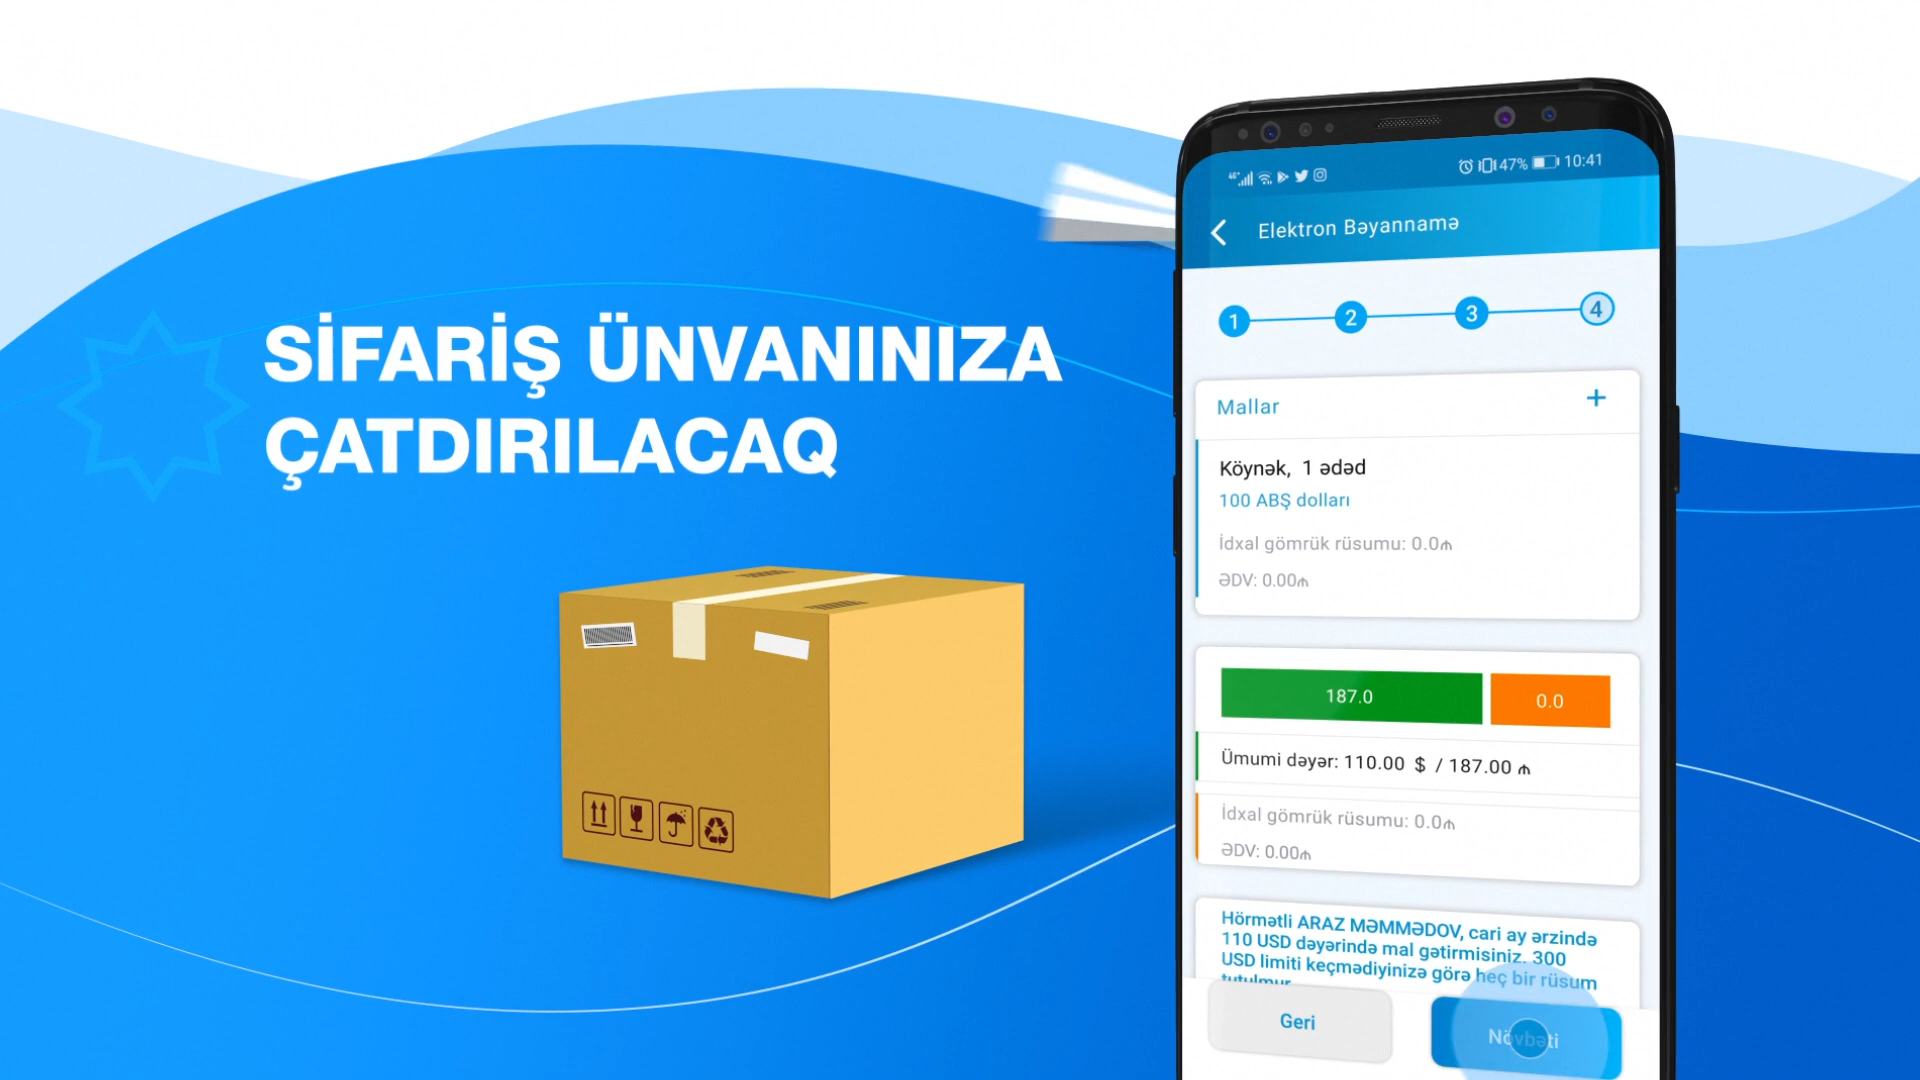 SİFARİŞ ÜNVANINIZA
ÇATDIRILACAQ
47% 10:41
Elektron Bəyannamə
1 2 3 4
Mallar +
Köynək, 1 ədəd
100 ABŞ dolları
İdxal gömrük rüsumu: 0.0₼
ƏDV: 0.00₼
187.0 0.0
Ümumi dəyər: 110.00 $ / 187.00 ₼
İdxal gömrük rüsumu: 0.0₼
ƏDV: 0.00₼
Hörmətli ARAZ MƏMMƏDOV, cari ay ərzində
110 USD dəyərində mal gətirmisiniz. 300
USD limiti keçmədiyinizə görə heç bir rüsum
tutulmur
Geri Növbəti